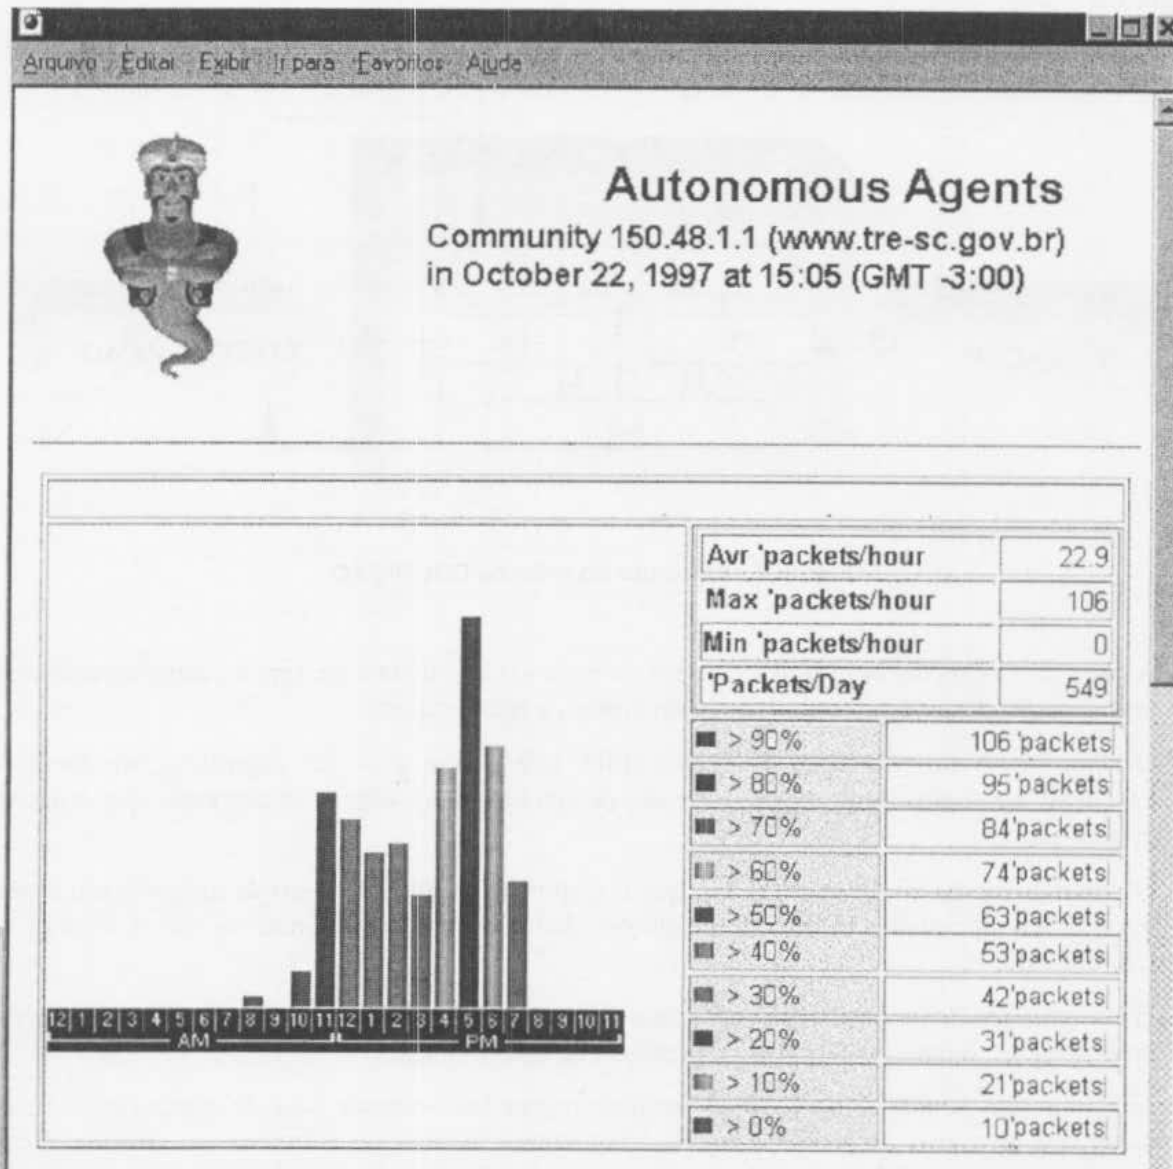 Arquivo Editar Exibir Ir para Favoritos Ajuda
Autonomous Agents
Community 150.48.1.1 (www.tre-sc.gov.br)
in October 22, 1997 at 15:05 (GMT -3:00)
Avr 'packets/hour 22.9
Max 'packets/hour 106
Min 'packets/hour 0
'Packets/Day 549
> 90% 106 'packets
> 80% 95 'packets
> 70% 84 'packets
> 60% 74 'packets
> 50% 63 'packets
> 40% 53 'packets
> 30% 42 'packets
> 20% 31 'packets
> 10% 21 'packets
> 0% 10 'packets
12 1 2 3 4 5 6 7 8 9 10 11 12 1 2 3 4 5 6 7 8 9 10 11
AM PM